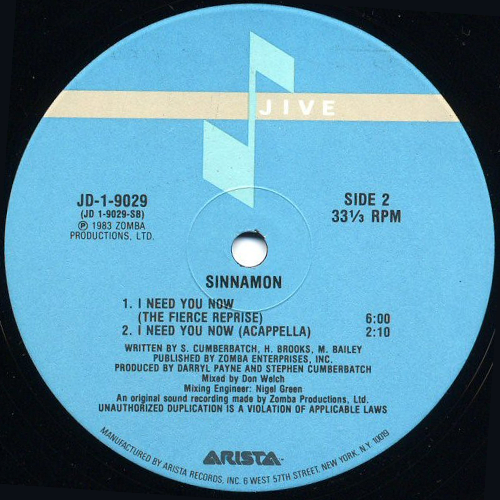 JIVE
JD-1-9029
(JD 1-9029-SB)
℗ 1983 ZOMBA
PRODUCTIONS, LTD.
SIDE 2
33⅓ RPM
SINNAMON
1. I NEED YOU NOW
(THE FIERCE REPRISE) 6:00
2. I NEED YOU NOW (ACAPPELLA) 2:10
WRITTEN BY S. CUMBERBATCH, H. BROOKS, M. BAILEY
PUBLISHED BY ZOMBA ENTERPRISES, INC.
PRODUCED BY DARRYL PAYNE AND STEPHEN CUMBERBATCH
Mixed by Don Welch
Mixing Engineer: Nigel Green
An original sound recording made by Zomba Productions, Ltd.
UNAUTHORIZED DUPLICATION IS A VIOLATION OF APPLICABLE LAWS
ARISTA™
MANUFACTURED BY ARISTA RECORDS, INC. 6 WEST 57TH STREET, NEW YORK, N.Y. 10019